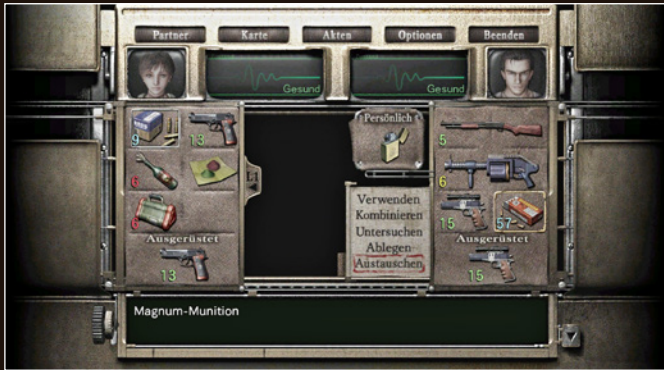 Partner Karte Akten Optionen Beenden
Gesund Gesund
Persönlich
9 13 5
6 L1 6
6 15 57
Verwenden
Kombinieren
Untersuchen
Ablegen
Austauschen
Ausgerüstet Ausgerüstet
13 15
Magnum-Munition